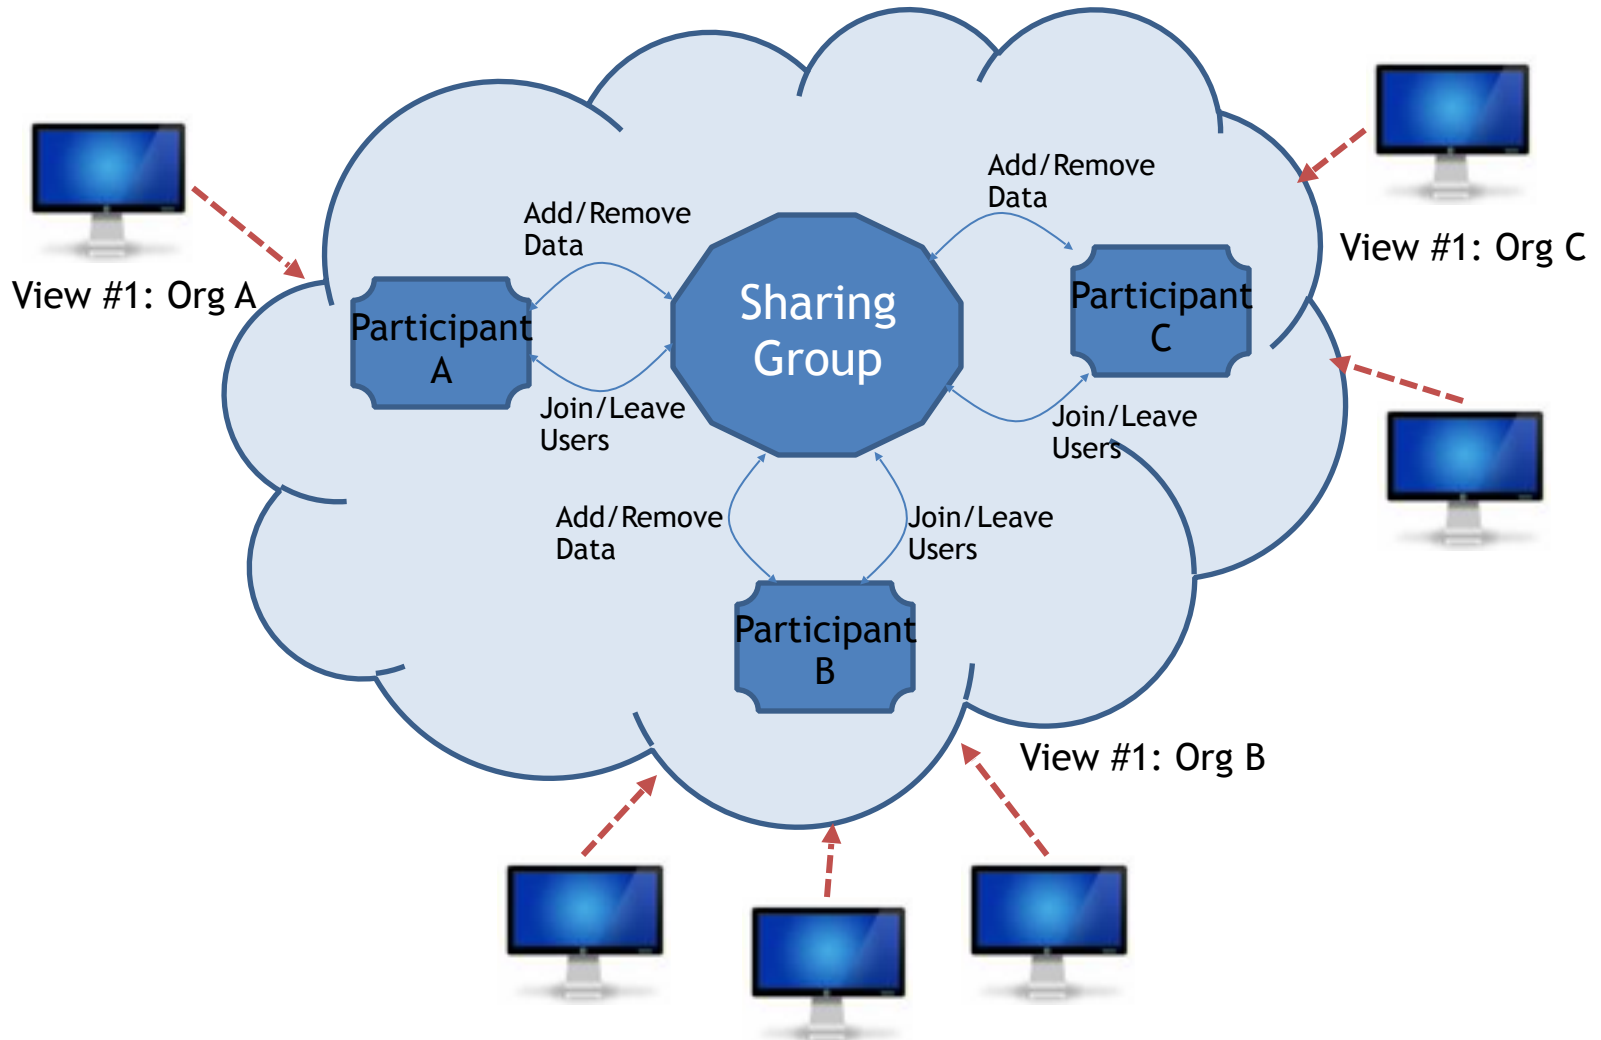 Add/Remove
Data
Add/Remove
Data
View #1: Org C
View #1: Org A
Sharing
Group
Participant
A
Participant
C
Join/Leave
Users
Join/Leave
Users
Add/Remove
Data
Join/Leave
Users
Participant
B
View #1: Org B